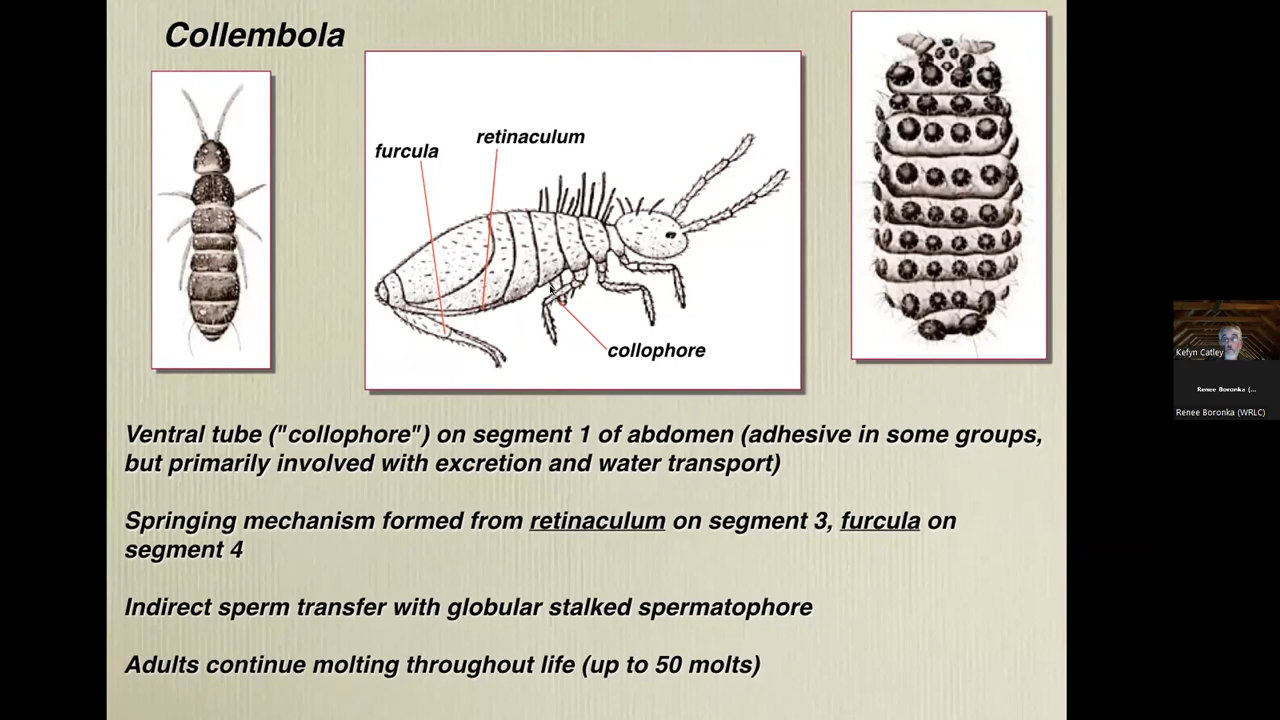 Collembola
furcula
retinaculum
collophore
Ventral tube ("collophore") on segment 1 of abdomen (adhesive in some groups,
but primarily involved with excretion and water transport)
Springing mechanism formed from retinaculum on segment 3, furcula on
segment 4
Indirect sperm transfer with globular stalked spermatophore
Adults continue molting throughout life (up to 50 molts)
Kefyn Catley
Renee Boronka (...
Renee Boronka (WRLC)